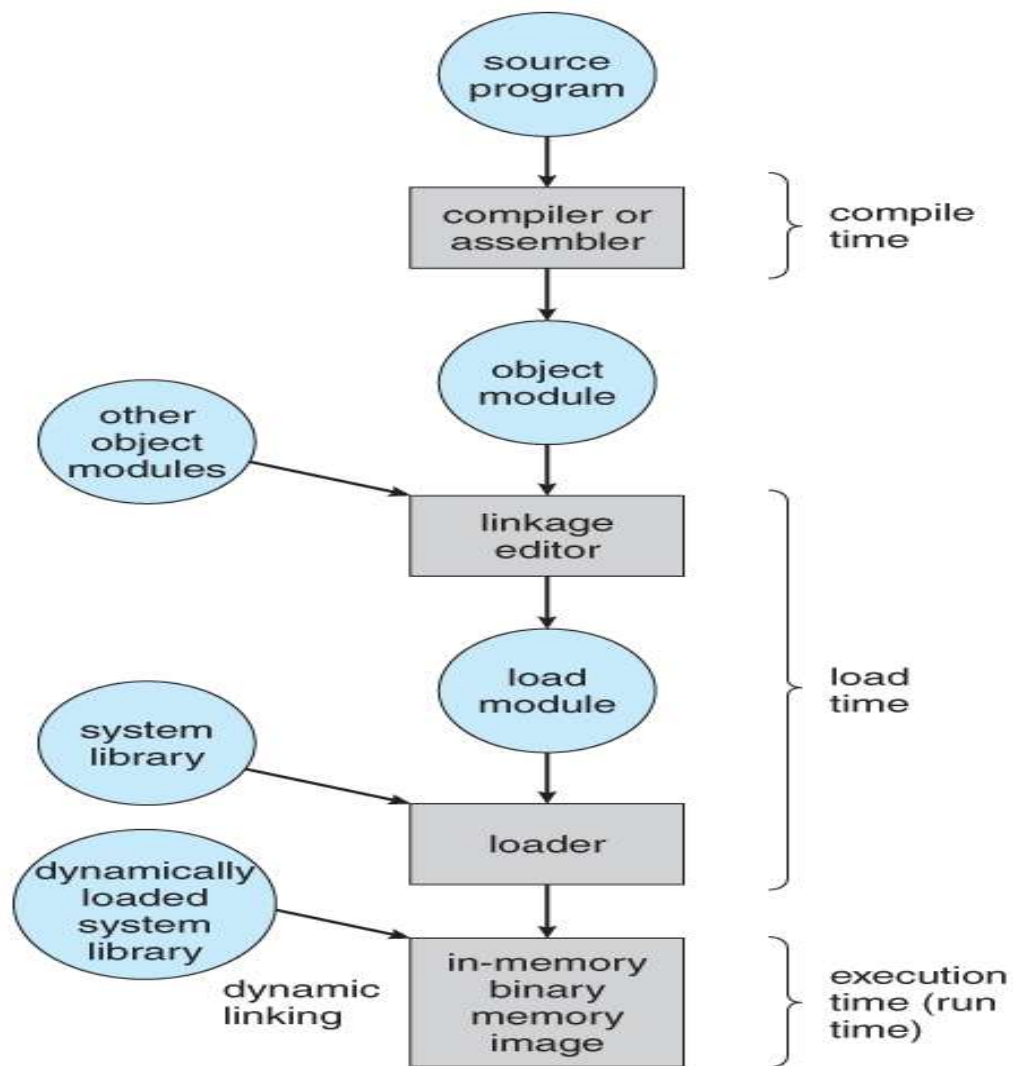 source
program
compiler or
assembler
compile
time
object
module
other
object
modules
linkage
editor
load
module
load
time
system
library
loader
dynamically
loaded
system
library
dynamic
linking
in-memory
binary
memory
image
execution
time (run
time)